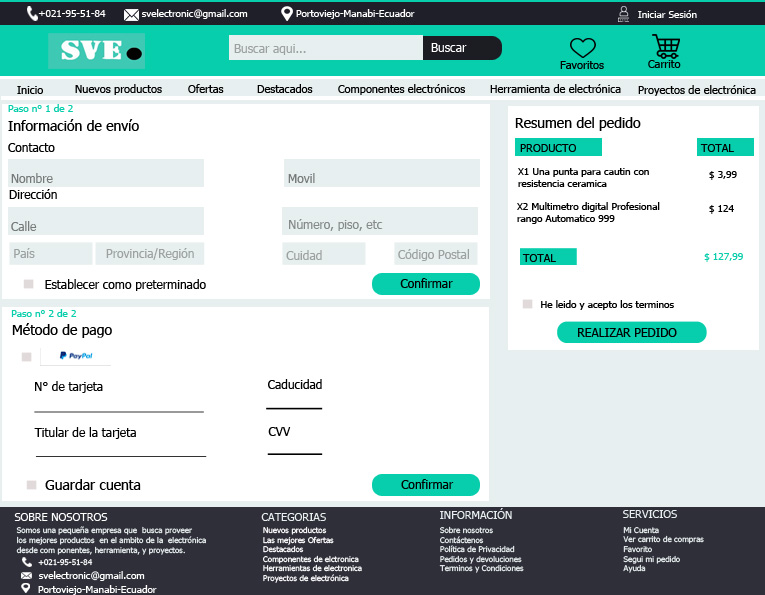 +021-95-51-84 svelectronic@gmail.com Portoviejo-Manabi-Ecuador Iniciar Sesión
SVE. Buscar aqui... Buscar Favoritos Carrito
Inicio Nuevos productos Ofertas Destacados Componentes electrónicos Herramienta de electrónica Proyectos de electrónica
Paso nº 1 de 2
Información de envío
Contacto
Nombre Movil
Dirección
Calle Número, piso, etc
País Provincia/Región Cuidad Código Postal
Establecer como preterminado Confirmar
Resumen del pedido
PRODUCTO TOTAL
X1 Una punta para cautin con
resistencia ceramica
$ 3,99
X2 Multimetro digital Profesional
rango Automatico 999
$ 124
TOTAL $ 127,99
He leido y acepto los terminos
REALIZAR PEDIDO
Paso nº 2 de 2
Método de pago
PayPal
N° de tarjeta Caducidad
Titular de la tarjeta CVV
Guardar cuenta Confirmar
SOBRE NOSOTROS
Somos una pequeña empresa que busca proveer
los mejores productos en el ambito de la electrónica
desde com ponentes, herramienta, y proyectos.
+021-95-51-84
svelectronic@gmail.com
Portoviejo-Manabi-Ecuador
CATEGORIAS
Nuevos productos
Las mejores Ofertas
Destacados
Componentes de elctronica
Herramientas de electronica
Proyectos de electrónica
INFORMACIÓN
Sobre nosotros
Contáctenos
Política de Privacidad
Pedidos y devoluciones
Terminos y Condiciones
SERVICIOS
Mi Cuenta
Ver carrito de compras
Favorito
Segui mi pedido
Ayuda